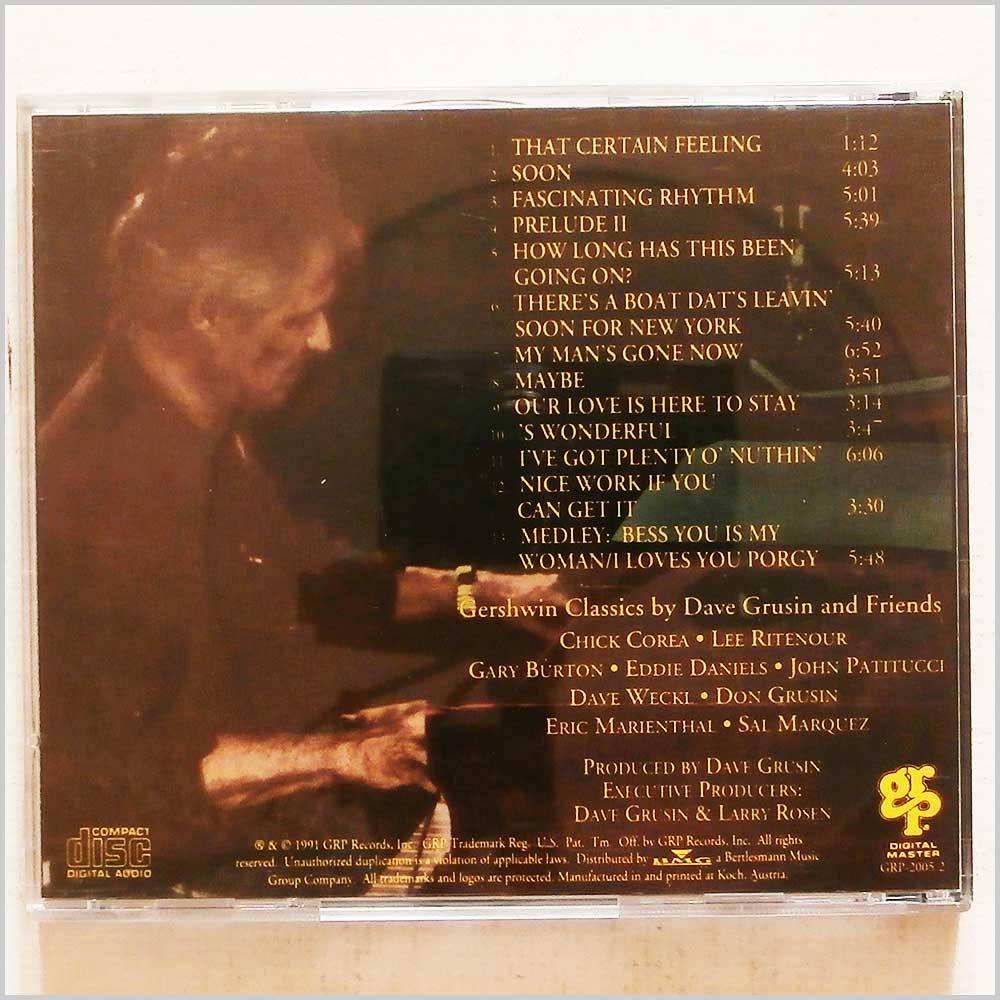 1. THAT CERTAIN FEELING 1:12
2. SOON 4:03
3. FASCINATING RHYTHM 5:01
4. PRELUDE II 5:39
5. HOW LONG HAS THIS BEEN
GOING ON? 5:13
6. THERE'S A BOAT DAT'S LEAVIN'
SOON FOR NEW YORK 5:40
7. MY MAN'S GONE NOW 6:52
8. MAYBE 3:51
9. OUR LOVE IS HERE TO STAY 3:14
10. 'S WONDERFUL
11. I'VE GOT PLENTY O' NUTHIN' 6:06
12. NICE WORK IF YOU
CAN GET IT 3:30
13. MEDLEY: BESS YOU IS MY
WOMAN/I LOVES YOU PORGY 5:48
Gershwin Classics by Dave Grusin and Friends
CHICK COREA • LEE RITENOUR
GARY BURTON • EDDIE DANIELS • JOHN PATITUCCI
DAVE WECKL • DON GRUSIN
ERIC MARIENTHAL • SAL MARQUEZ
PRODUCED BY DAVE GRUSIN
EXECUTIVE PRODUCERS:
DAVE GRUSIN & LARRY ROSEN
COMPACT
disc
DIGITAL AUDIO
℗ & © 1991 GRP Records, Inc. GRP Trademark Reg. U.S. Pat. Tm. Off. by GRP Records, Inc. All rights
reserved. Unauthorized duplication is a violation of applicable laws. Distributed by BMG a Bertlesmann Music
Group Company. All trademarks and logos are protected. Manufactured in and printed at Koch, Austria.
grp
DIGITAL
MASTER
GRP-2005-2